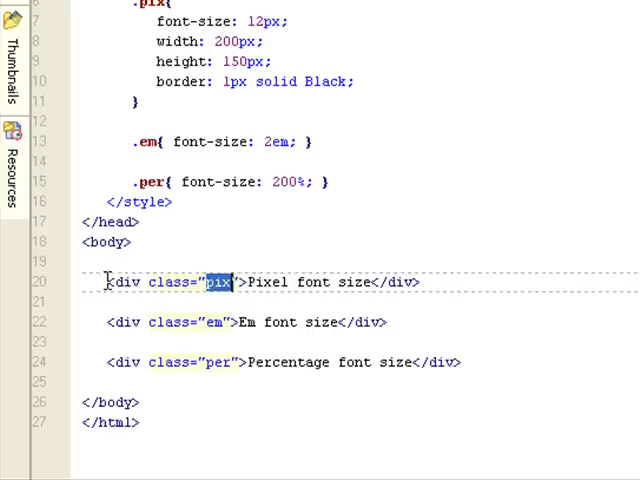 6 .pix{
7 font-size: 12px;
8 width: 200px;
9 height: 150px;
10 border: 1px solid Black;
11 }
12
13 .em{ font-size: 2em; }
14
15 .per{ font-size: 200%; }
16 </style>
17 </head>
18 <body>
19
20 <div class="pix">Pixel font size</div>
21
22 <div class="em">Em font size</div>
23
24 <div class="per">Percentage font size</div>
25
26 </body>
27 </html>
Thumbnails
Resources